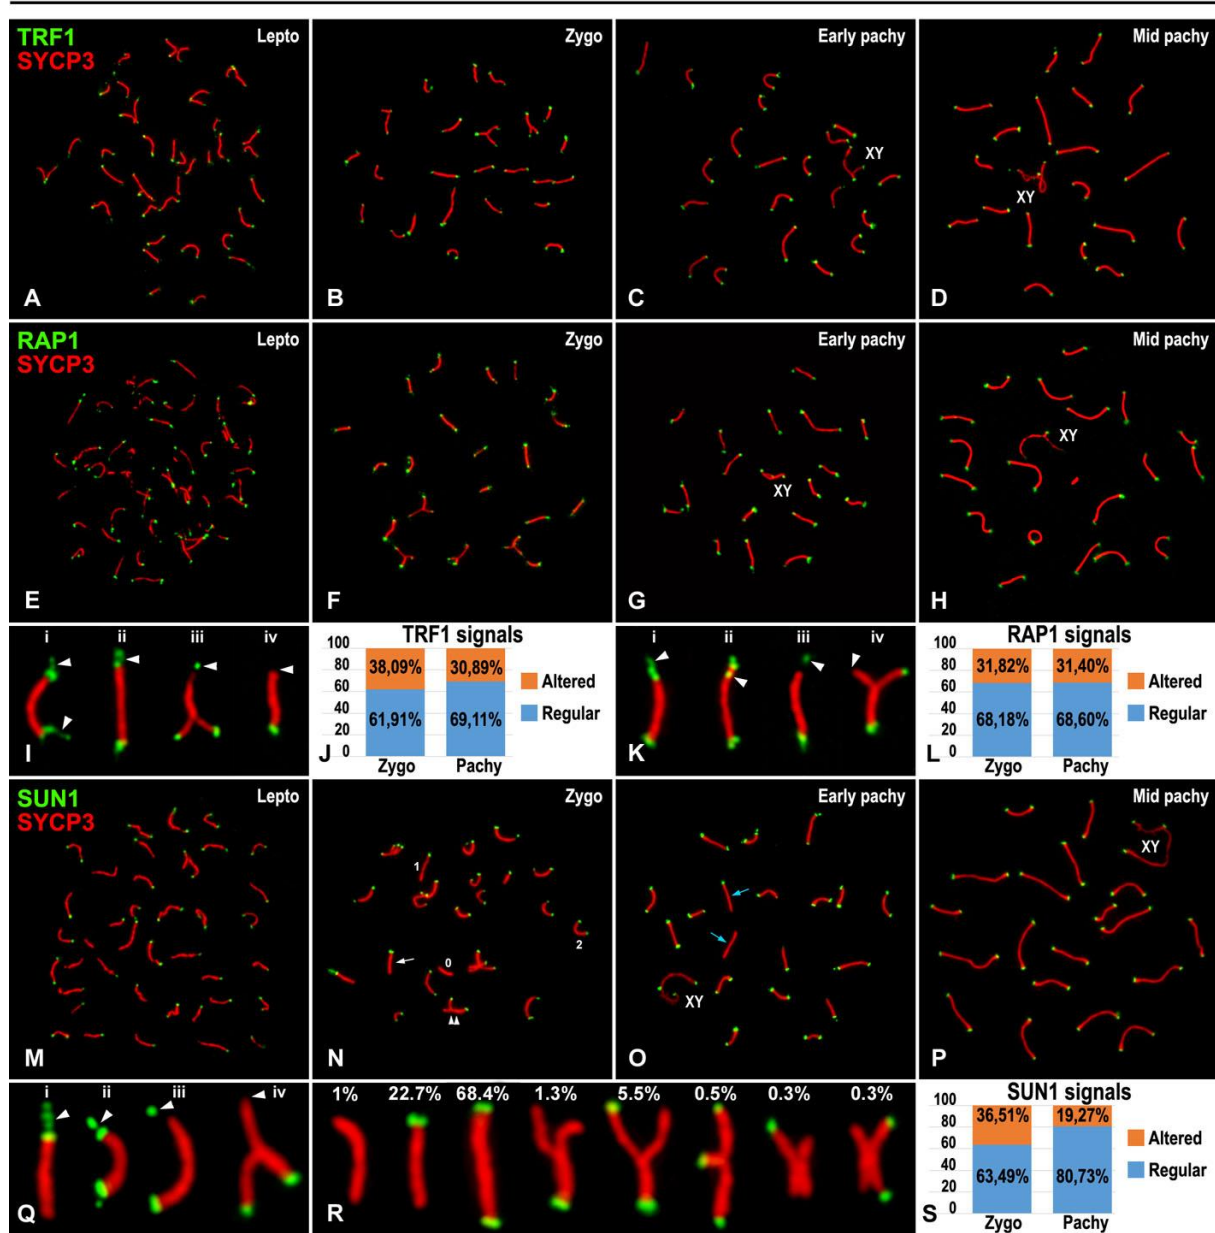 TRF1 Lepto Zygo Early pachy Mid pachy
SYCP3
XY
XY
A B C D
RAP1 Lepto Zygo Early pachy Mid pachy
SYCP3
XY
XY
E F G H
i ii iii iv
I
TRF1 signals
100
80
60
40
20
0
38,09% 30,89%
61,91% 69,11%
Altered
Regular
J
Zygo Pachy
i ii iii iv
K
RAP1 signals
100
80
60
40
20
0
31,82% 31,40%
68,18% 68,60%
Altered
Regular
L
Zygo Pachy
SUN1 Lepto Zygo Early pachy Mid pachy
SYCP3
XY
1
2
0
XY
M N O P
i ii iii iv
Q
1% 22.7% 68.4% 1.3% 5.5% 0.5% 0.3% 0.3%
R
SUN1 signals
100
80
60
40
20
0
36,51% 19,27%
63,49% 80,73%
Altered
Regular
S
Zygo Pachy